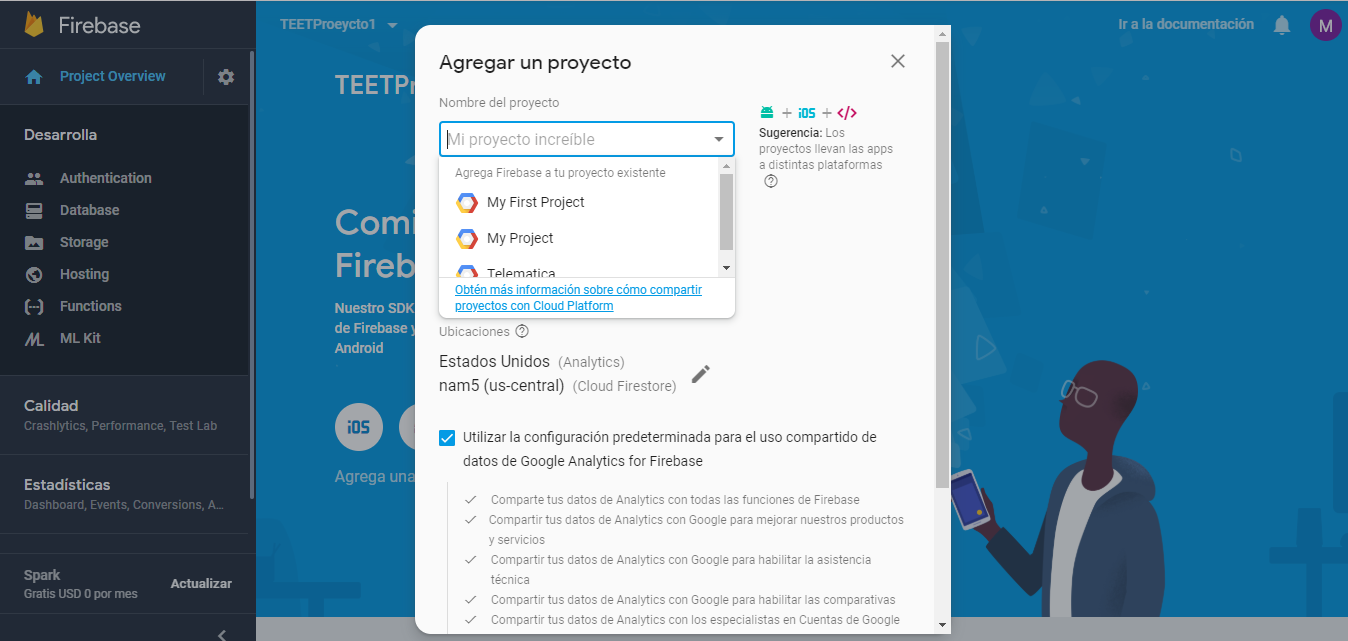 Firebase
Project Overview
Desarrolla
Authentication
Database
Storage
Hosting
Functions
ML Kit
Calidad
Crashlytics, Performance, Test Lab
Estadísticas
Dashboard, Events, Conversions, A...
Spark
Gratis USD 0 por mes
Actualizar
TEETProeycto1
Ir a la documentación
M
TEETPr
Comi
Fireb
Nuestro SDK
de Firebase y
Android
iOS
Agrega una
Agregar un proyecto
Nombre del proyecto
Mi proyecto increíble
Agrega Firebase a tu proyecto existente
My First Project
My Project
Telematica
Obtén más información sobre cómo compartir
proyectos con Cloud Platform
+ iOS + </>
Sugerencia: Los
proyectos llevan las apps
a distintas plataformas
Ubicaciones
Estados Unidos (Analytics)
nam5 (us-central) (Cloud Firestore)
Utilizar la configuración predeterminada para el uso compartido de
datos de Google Analytics for Firebase
Comparte tus datos de Analytics con todas las funciones de Firebase
Compartir tus datos de Analytics con Google para mejorar nuestros productos
y servicios
Compartir tus datos de Analytics con Google para habilitar la asistencia
técnica
Compartir tus datos de Analytics con Google para habilitar las comparativas
Compartir tus datos de Analytics con los especialistas en Cuentas de Google